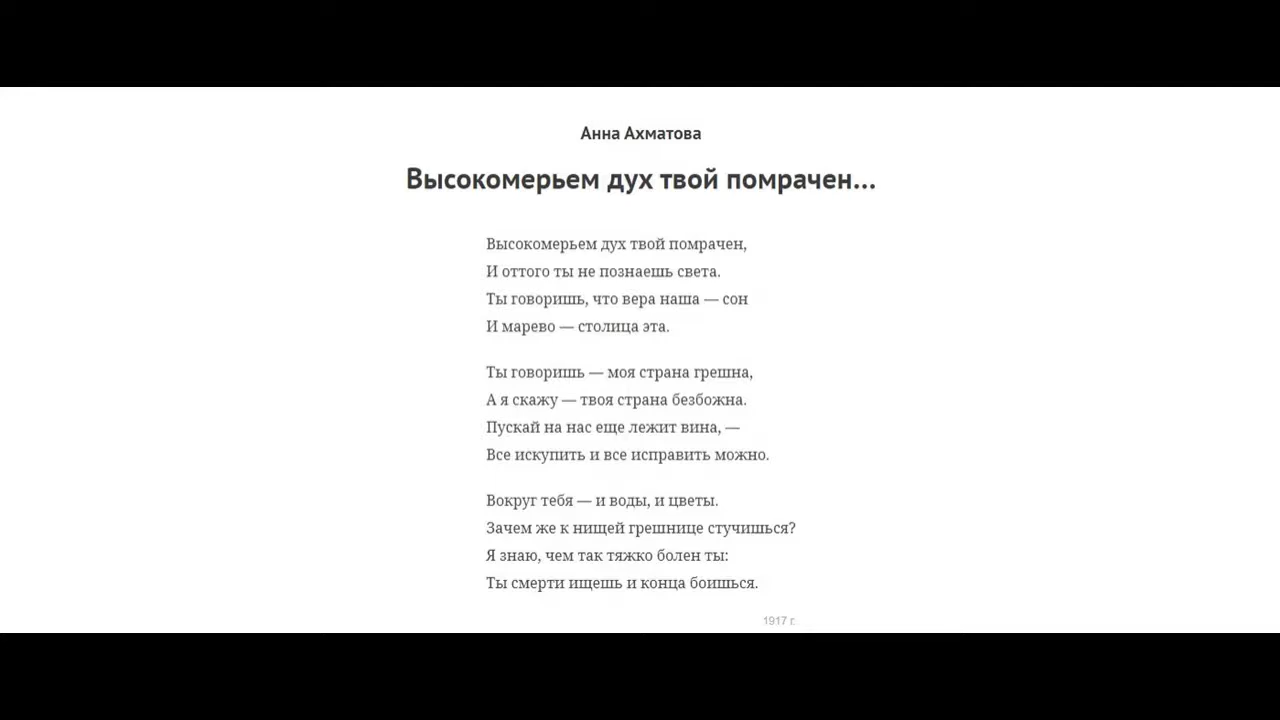 Анна Ахматова
Высокомерьем дух твой помрачен...
Высокомерьем дух твой помрачен,
И оттого ты не познаешь света.
Ты говоришь, что вера наша — сон
И марево — столица эта.
Ты говоришь — моя страна грешна,
А я скажу — твоя страна безбожна.
Пускай на нас еще лежит вина, —
Все искупить и все исправить можно.
Вокруг тебя — и воды, и цветы.
Зачем же к нищей грешнице стучишься?
Я знаю, чем так тяжко болен ты:
Ты смерти ищешь и конца боишься.
1917 г.